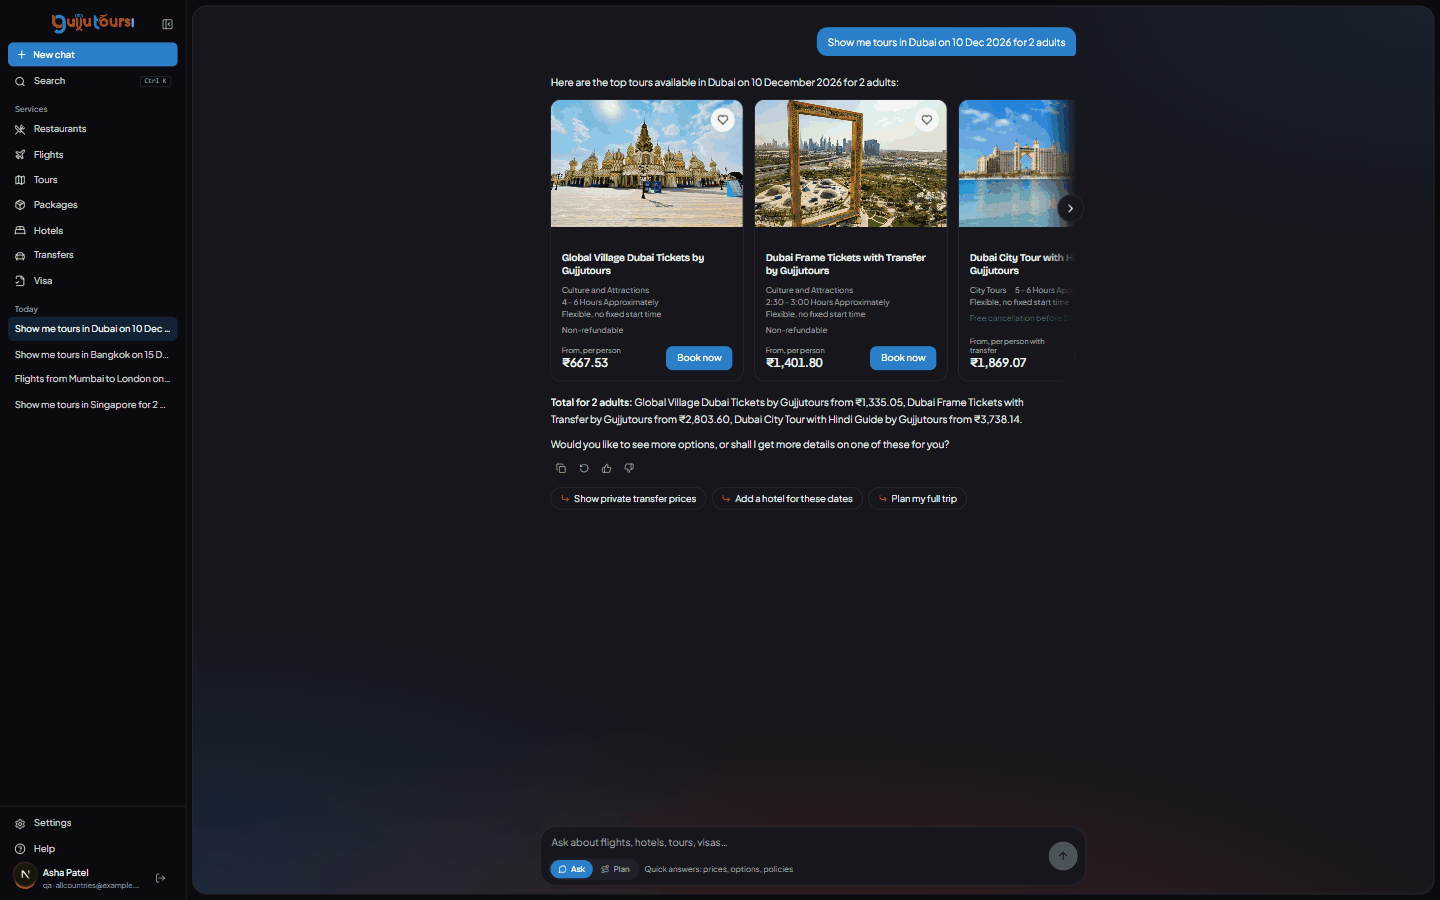 gujjutours
New chat
Search
Ctrl K
Services
Restaurants
Flights
Tours
Packages
Hotels
Transfers
Visa
Today
Show me tours in Dubai on 10 Dec ...
Show me tours in Bangkok on 15 D...
Flights from Mumbai to London on...
Show me tours in Singapore for 2 ...
Settings
Help
N
Asha Patel
qa-allcountries@example....
Show me tours in Dubai on 10 Dec 2026 for 2 adults
Here are the top tours available in Dubai on 10 December 2026 for 2 adults:
Global Village Dubai Tickets by
Gujjutours
Culture and Attractions
4 - 6 Hours Approximately
Flexible, no fixed start time
Non-refundable
From, per person
₹667.53
Book now
Dubai Frame Tickets with Transfer
by Gujjutours
Culture and Attractions
2:30 - 3:00 Hours Approximately
Flexible, no fixed start time
Non-refundable
From, per person
₹1,401.80
Book now
Dubai City Tour with H
Gujjutours
City Tours 5 - 6 Hours App
Flexible, no fixed start time
Free cancellation before
From, per person with
transfer
₹1,869.07
Total for 2 adults: Global Village Dubai Tickets by Gujjutours from ₹1,335.05, Dubai Frame Tickets with
Transfer by Gujjutours from ₹2,803.60, Dubai City Tour with Hindi Guide by Gujjutours from ₹3,738.14.
Would you like to see more options, or shall I get more details on one of these for you?
Show private transfer prices
Add a hotel for these dates
Plan my full trip
Ask about flights, hotels, tours, visas...
Ask
Plan
Quick answers: prices, options, policies